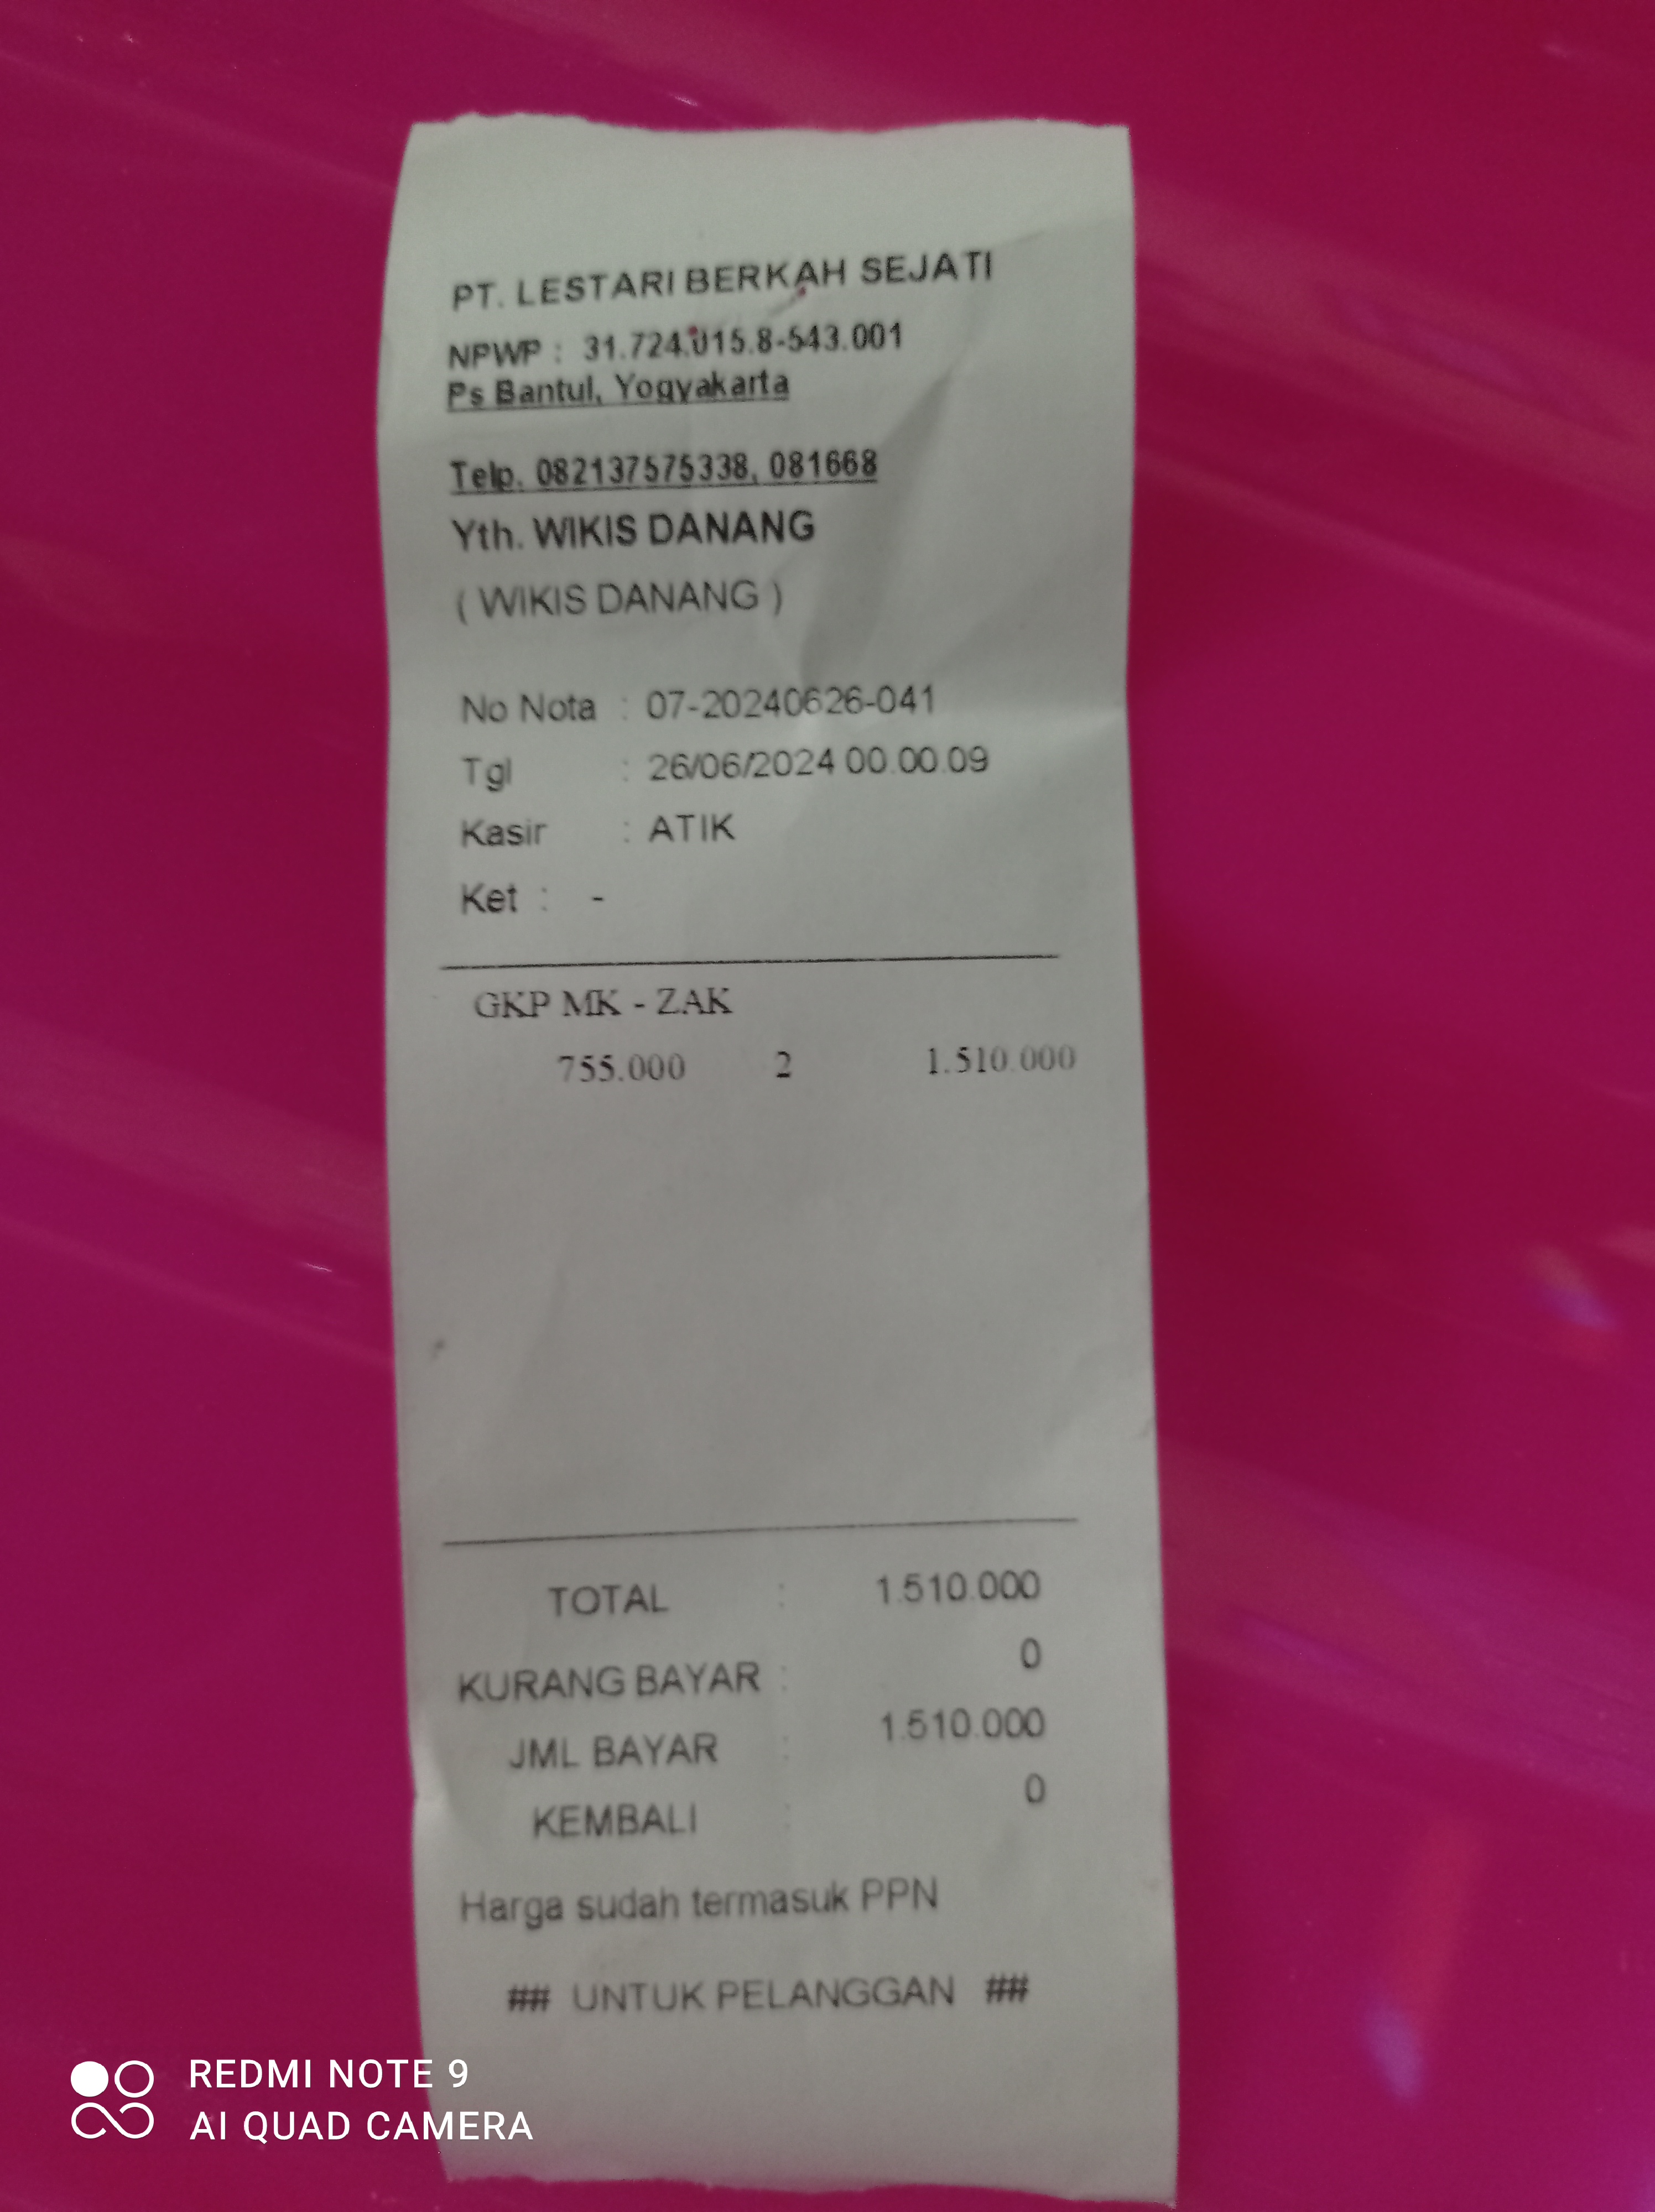 PT. LESTARI BERKAH SEJATI
NPWP : 31.724.015.8-543.001
Ps Bantul, Yogyakarta
Telp. 082137575338, 081668
Yth. WIKIS DANANG
( WIKIS DANANG )
No Nota : 07-20240626-041
Tgl : 26/06/2024 00.00.09
Kasir : ATIK
Ket : -
GKP MK - ZAK
755.000 2 1.510.000
TOTAL : 1.510.000
KURANG BAYAR : 0
JML BAYAR : 1.510.000
KEMBALI : 0
Harga sudah termasuk PPN
## UNTUK PELANGGAN ##
REDMI NOTE 9
AI QUAD CAMERA